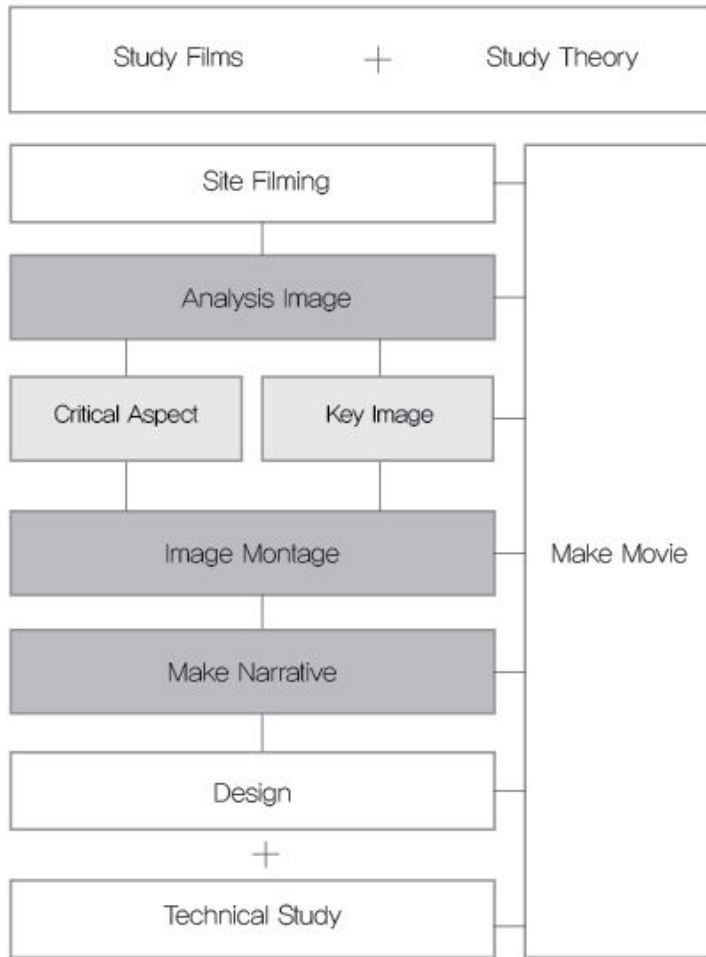 Study Films + Study Theory
Site Filming
Analysis Image
Critical Aspect Key Image
Image Montage
Make Movie
Make Narrative
Design
+
Technical Study